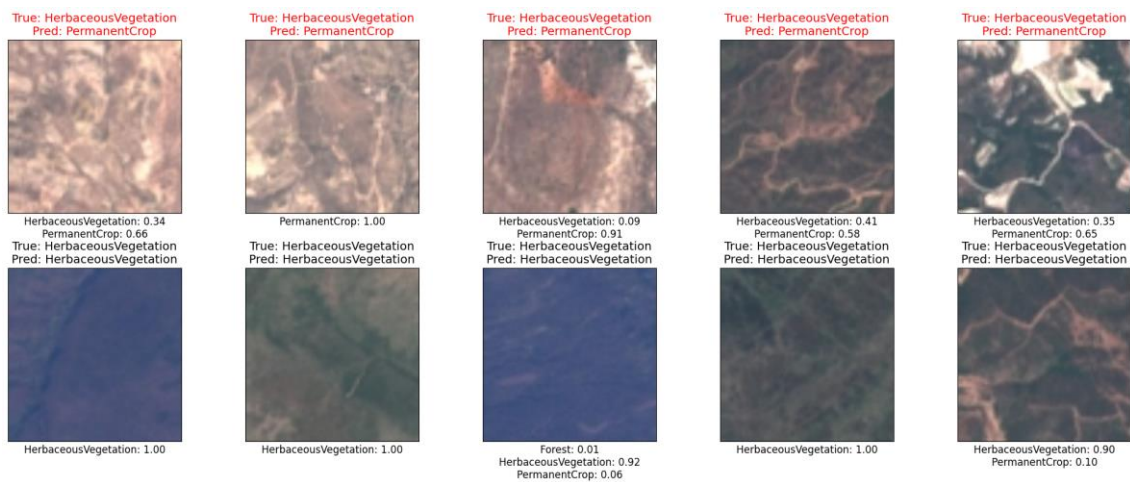 True: HerbaceousVegetation
Pred: PermanentCrop
True: HerbaceousVegetation
Pred: PermanentCrop
True: HerbaceousVegetation
Pred: PermanentCrop
True: HerbaceousVegetation
Pred: PermanentCrop
True: HerbaceousVegetation
Pred: PermanentCrop
HerbaceousVegetation: 0.34
PermanentCrop: 0.66
PermanentCrop: 1.00
HerbaceousVegetation: 0.09
PermanentCrop: 0.91
HerbaceousVegetation: 0.41
PermanentCrop: 0.58
HerbaceousVegetation: 0.35
PermanentCrop: 0.65
True: HerbaceousVegetation
Pred: HerbaceousVegetation
True: HerbaceousVegetation
Pred: HerbaceousVegetation
True: HerbaceousVegetation
Pred: HerbaceousVegetation
True: HerbaceousVegetation
Pred: HerbaceousVegetation
True: HerbaceousVegetation
Pred: HerbaceousVegetation
HerbaceousVegetation: 1.00
HerbaceousVegetation: 1.00
Forest: 0.01
HerbaceousVegetation: 0.92
PermanentCrop: 0.06
HerbaceousVegetation: 1.00
HerbaceousVegetation: 0.90
PermanentCrop: 0.10